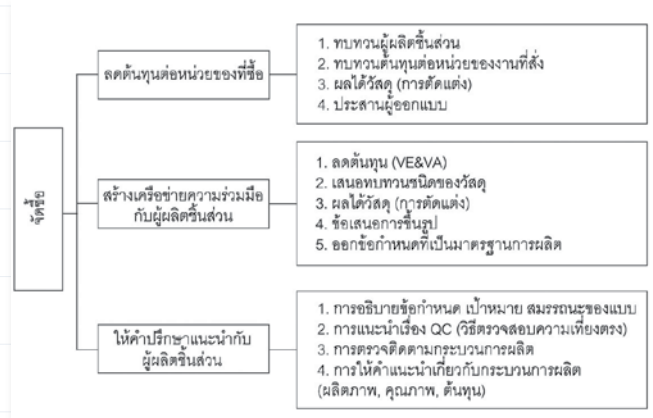 จัดซื้อ
ลดต้นทุนต่อหน่วยของที่ซื้อ
1. ทบทวนผู้ผลิตชิ้นส่วน
2. ทบทวนต้นทุนต่อหน่วยของงานที่สั่ง
3. ผลได้วัสดุ (การตัดแต่ง)
4. ประสานผู้ออกแบบ
สร้างเครือข่ายความร่วมมือ
กับผู้ผลิตชิ้นส่วน
1. ลดต้นทุน (VE&VA)
2. เสนอทบทวนชนิดของวัสดุ
3. ผลได้วัสดุ (การตัดแต่ง)
4. ข้อเสนอการขึ้นรูป
5. ออกข้อกำหนดที่เป็นมาตรฐานการผลิต
ให้คำปรึกษาแนะนำกับ
ผู้ผลิตชิ้นส่วน
1. การอธิบายข้อกำหนด เป้าหมาย สมรรถนะของแบบ
2. การแนะนำเรื่อง QC (วิธีตรวจสอบความเที่ยงตรง)
3. การตรวจติดตามกระบวนการผลิต
4. การให้คำแนะนำเกี่ยวกับกระบวนการผลิต
(ผลิตภาพ, คุณภาพ, ต้นทุน)